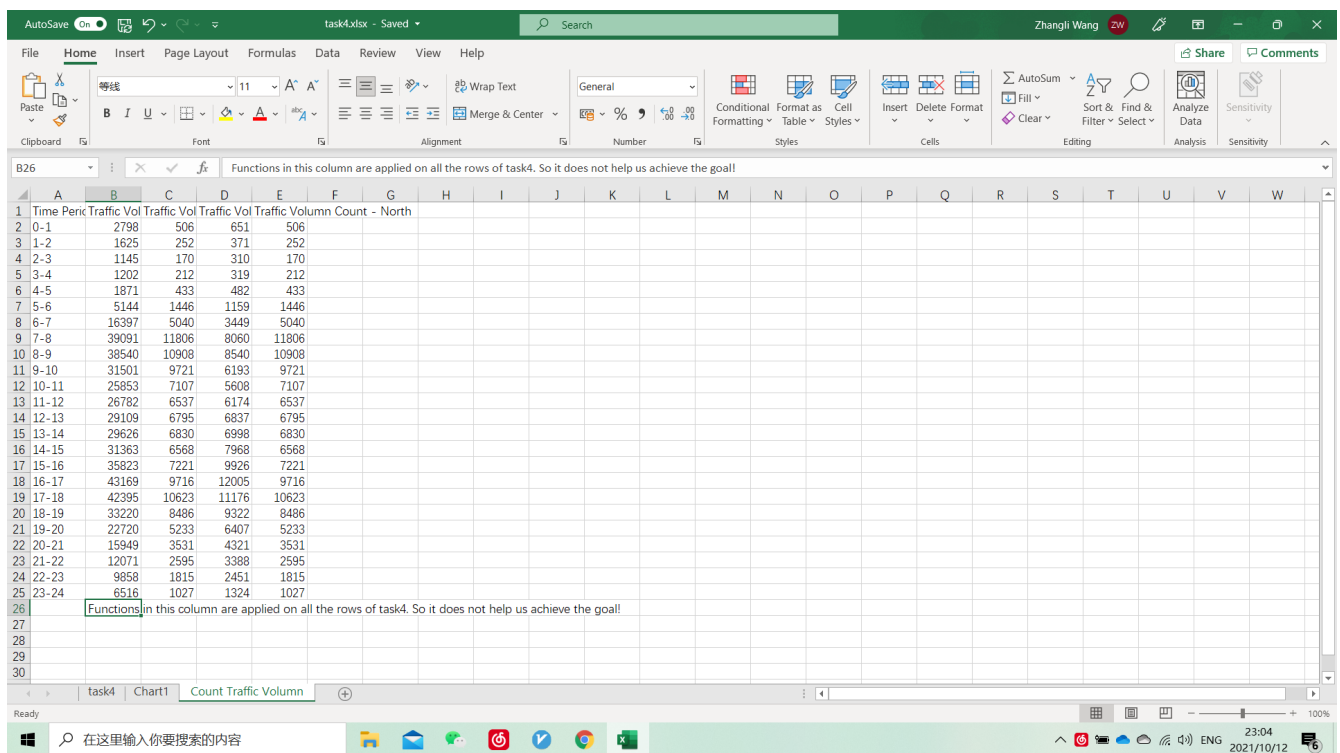 AutoSave On task4.xlsx - Saved Search Zhangli Wang ZW
File Home Insert Page Layout Formulas Data Review View Help Share Comments
Paste
Clipboard
等线 11 A^ A˅
B I U
Font
Wrap Text
Merge & Center
Alignment
General
Number
Conditional Formatting
Format as Table
Cell Styles
Styles
Insert Delete Format
Cells
AutoSum
Fill
Clear
Sort & Filter
Find & Select
Editing
Analyze Data
Analysis
Sensitivity
Sensitivity
B26 fx Functions in this column are applied on all the rows of task4. So it does not help us achieve the goal!
A B C D E F G H I J K L M N O P Q R S T U V W
1 Time Peric Traffic Vol Traffic Vol Traffic Vol Traffic Volumn Count - North
2 0-1 2798 506 651 506
3 1-2 1625 252 371 252
4 2-3 1145 170 310 170
5 3-4 1202 212 319 212
6 4-5 1871 433 482 433
7 5-6 5144 1446 1159 1446
8 6-7 16397 5040 3449 5040
9 7-8 39091 11806 8060 11806
10 8-9 38540 10908 8540 10908
11 9-10 31501 9721 6193 9721
12 10-11 25853 7107 5608 7107
13 11-12 26782 6537 6174 6537
14 12-13 29109 6795 6837 6795
15 13-14 29626 6830 6998 6830
16 14-15 31363 6568 7968 6568
17 15-16 35823 7221 9926 7221
18 16-17 43169 9716 12005 9716
19 17-18 42395 10623 11176 10623
20 18-19 33220 8486 9322 8486
21 19-20 22720 5233 6407 5233
22 20-21 15949 3531 4321 3531
23 21-22 12071 2595 3388 2595
24 22-23 9858 1815 2451 1815
25 23-24 6516 1027 1324 1027
26 Functions in this column are applied on all the rows of task4. So it does not help us achieve the goal!
27
28
29
30
task4 Chart1 Count Traffic Volumn
Ready 100%
在这里输入你要搜索的内容 ENG 23:04
2021/10/12 6